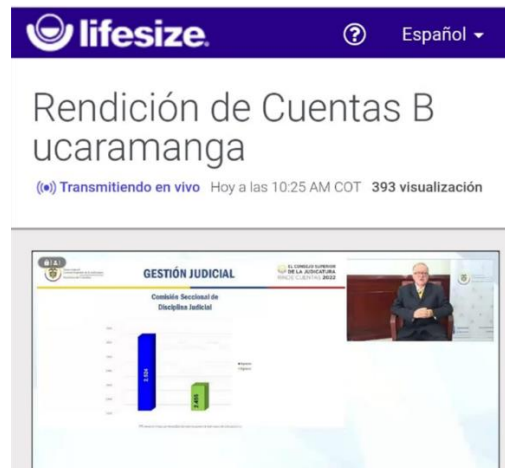 lifesize
Español
Rendición de Cuentas B
ucaramanga
Transmitiendo en vivo Hoy a las 10:25 AM COT 393 visualización
GESTIÓN JUDICIAL
EL CONSEJO SUPERIOR
DE LA JUDICATURA
RINDE CUENTAS 2022
Comisión Seccional de
Disciplina Judicial